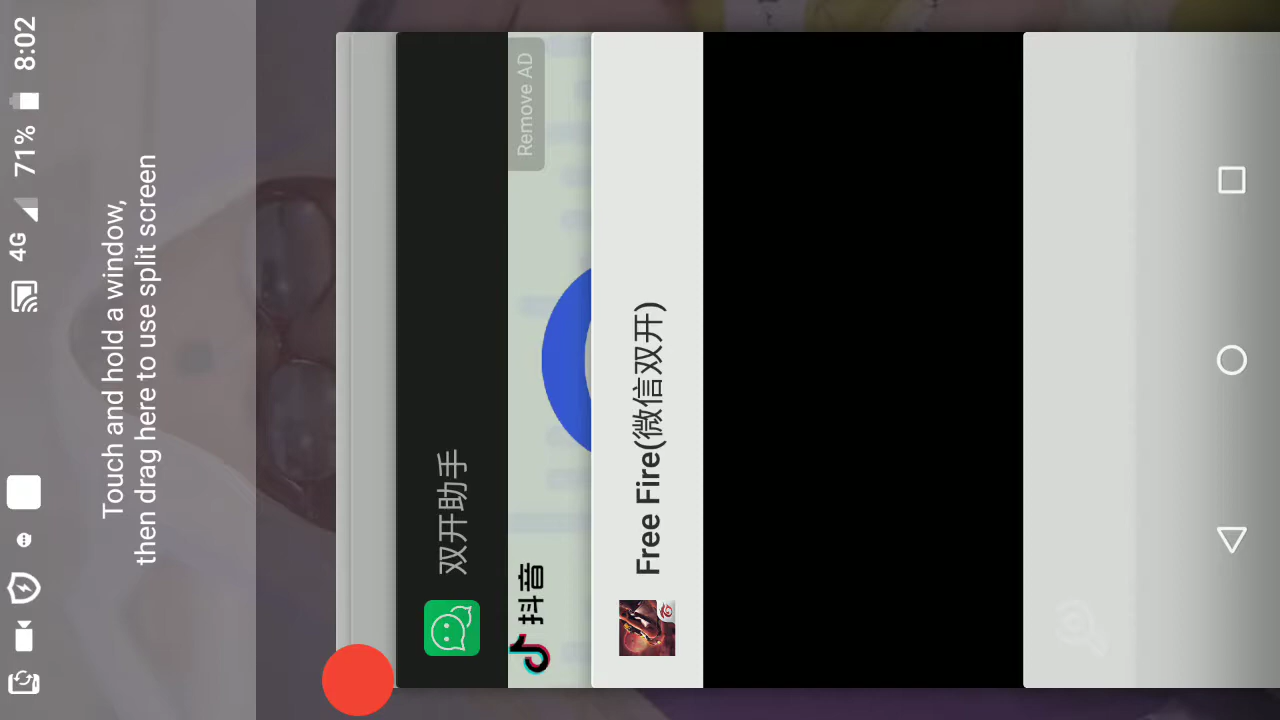 8:02
71%
4G
Touch and hold a window,
then drag here to use split screen
双开助手
Remove AD
抖音
Free Fire(微信双开)